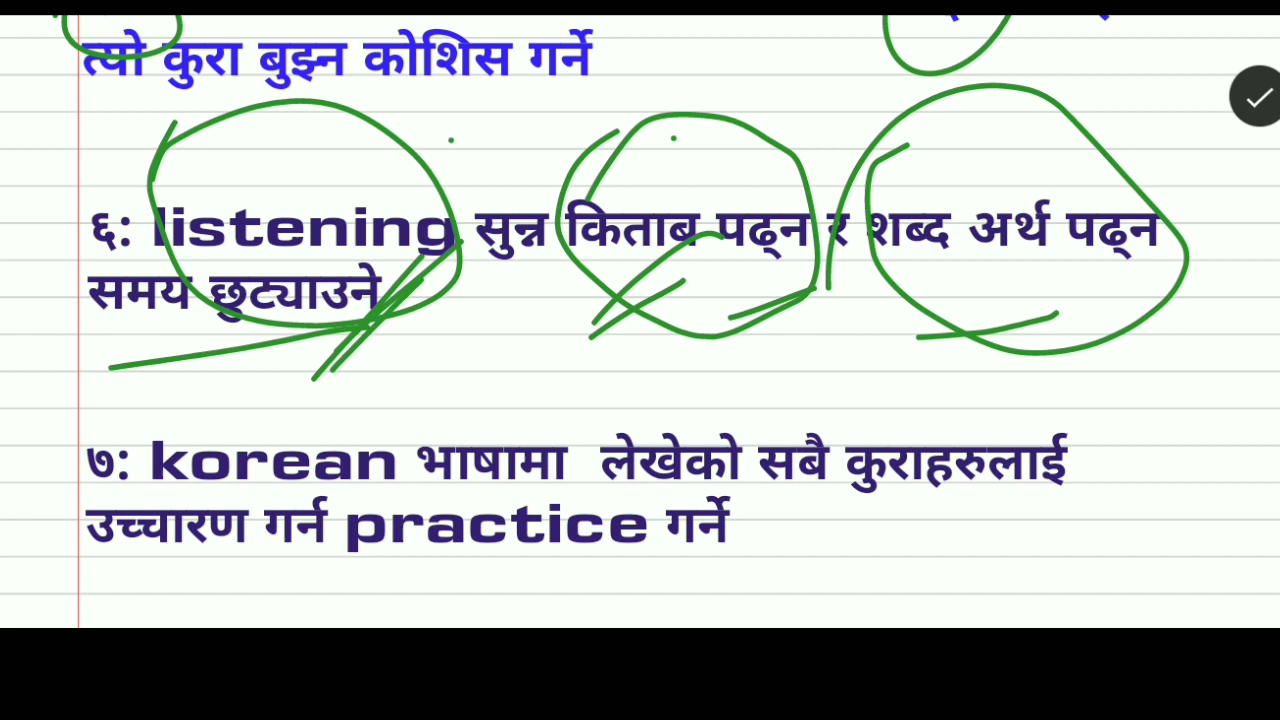 त्यो कुरा बुझ्न कोशिस गर्ने
६: listening सुन्न किताब पढ्न र शब्द अर्थ पढ्न
समय छुट्याउने
७: korean भाषामा लेखेको सबै कुराहरुलाई
उच्चारण गर्न practice गर्ने